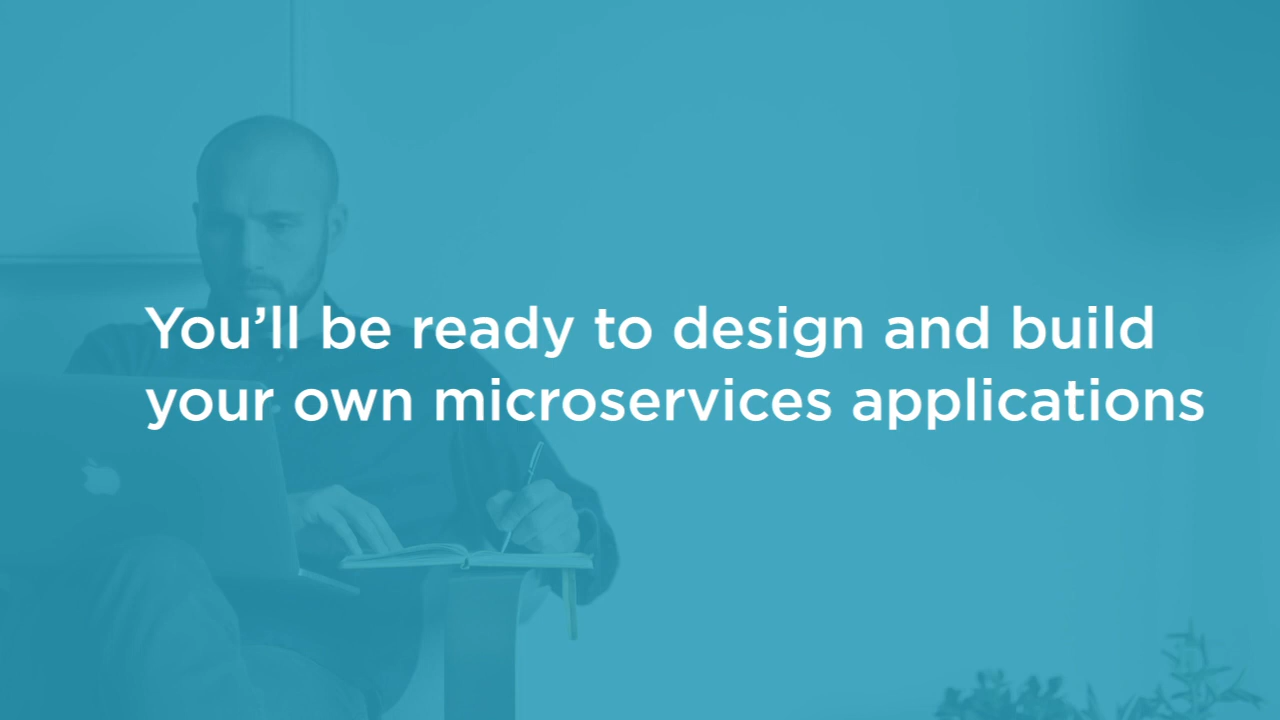 You’ll be ready to design and build
your own microservices applications